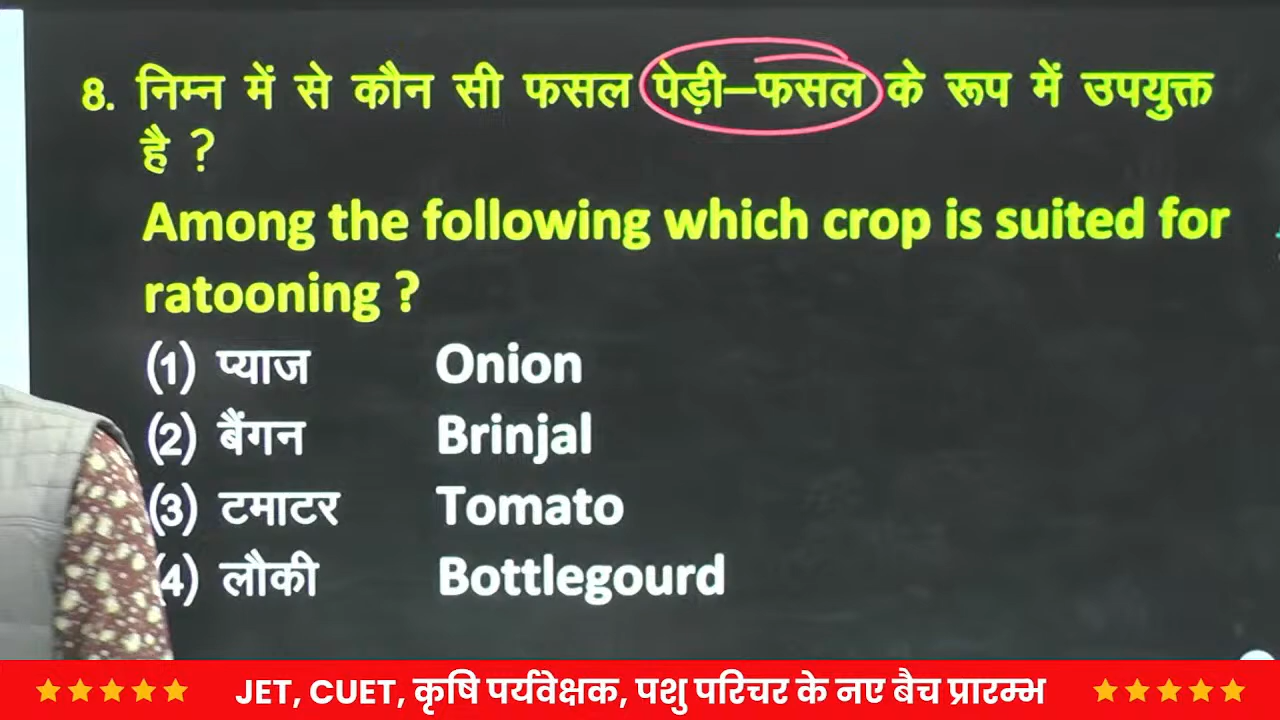 8. निम्न में से कौन सी फसल पेड़ी–फसल के रूप में उपयुक्त
है ?
Among the following which crop is suited for
ratooning ?
(1) प्याज Onion
(2) बैंगन Brinjal
(3) टमाटर Tomato
(4) लौकी Bottlegourd
JET, CUET, कृषि पर्यवेक्षक, पशु परिचर के नए बैच प्रारम्भ